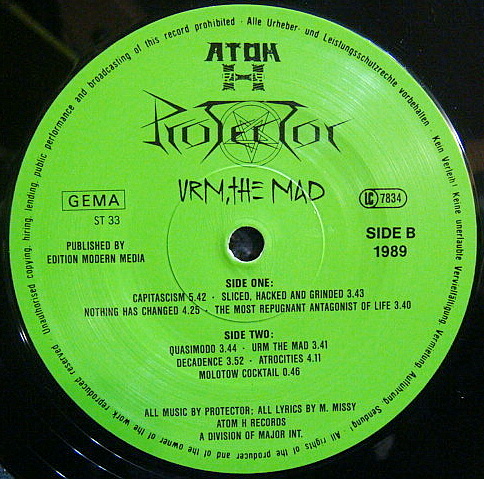 ATOM
H
PROTECTOR
URM, THE MAD
GEMA
ST 33
LC 7834
PUBLISHED BY
EDITION MODERN MEDIA
SIDE B
1989
SIDE ONE:
CAPITASCISM 5.42 · SLICED, HACKED AND GRINDED 3.43
NOTHING HAS CHANGED 4.25 · THE MOST REPUGNANT ANTAGONIST OF LIFE 3.40
SIDE TWO:
QUASIMODO 3.44 · URM THE MAD 3.41
DECADENCE 3.52 · ATROCITIES 4.11
MOLOTOW COCKTAIL 0.46
ALL MUSIC BY PROTECTOR; ALL LYRICS BY M. MISSY
ATOM H RECORDS
A DIVISION OF MAJOR INT.
Alle Urheber- und Leistungsschutzrechte vorbehalten · Kein Verleih! Keine unerlaubte Vervielfältigung, Vermietung, Aufführung, Sendung! · All rights of the producer and of the owner of the work reproduced reserved. Unauthorised copying, hiring, lending, public performance and broadcasting of this record prohibited ·